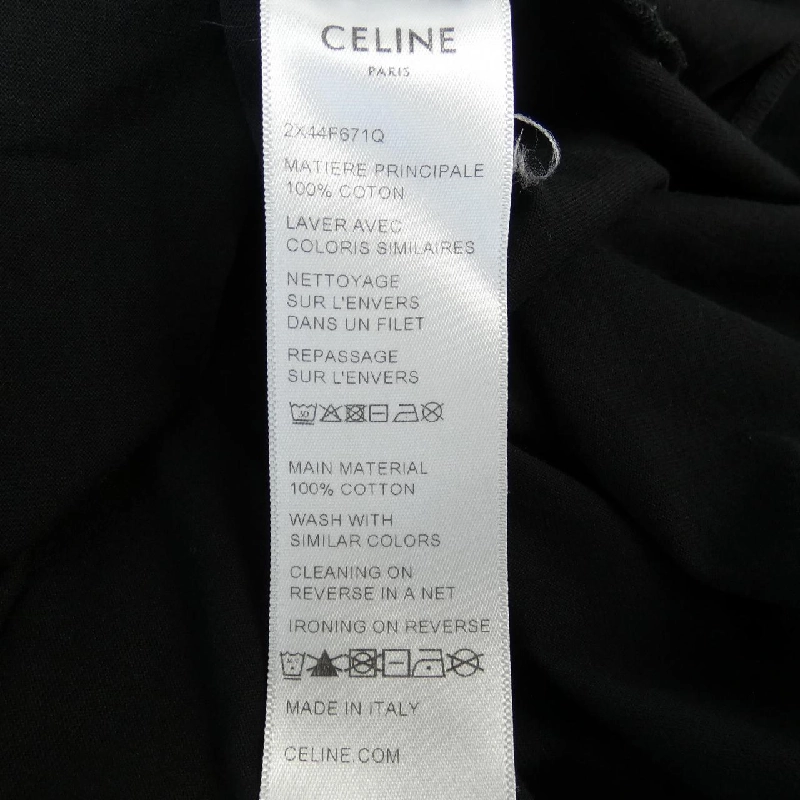 CELINE
PARIS
2X44F671Q
MATIERE PRINCIPALE
100% COTON
LAVER AVEC
COLORIS SIMILAIRES
NETTOYAGE
SUR L'ENVERS
DANS UN FILET
REPASSAGE
SUR L'ENVERS
30
MAIN MATERIAL
100% COTTON
WASH WITH
SIMILAR COLORS
CLEANING ON
REVERSE IN A NET
IRONING ON REVERSE
MADE IN ITALY
CELINE.COM